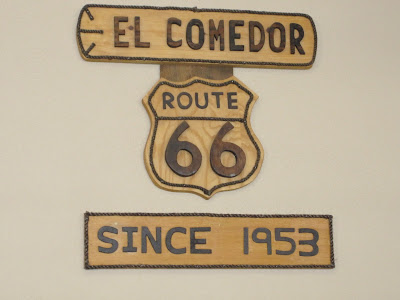 EL COMEDOR
ROUTE
66
SINCE 1953